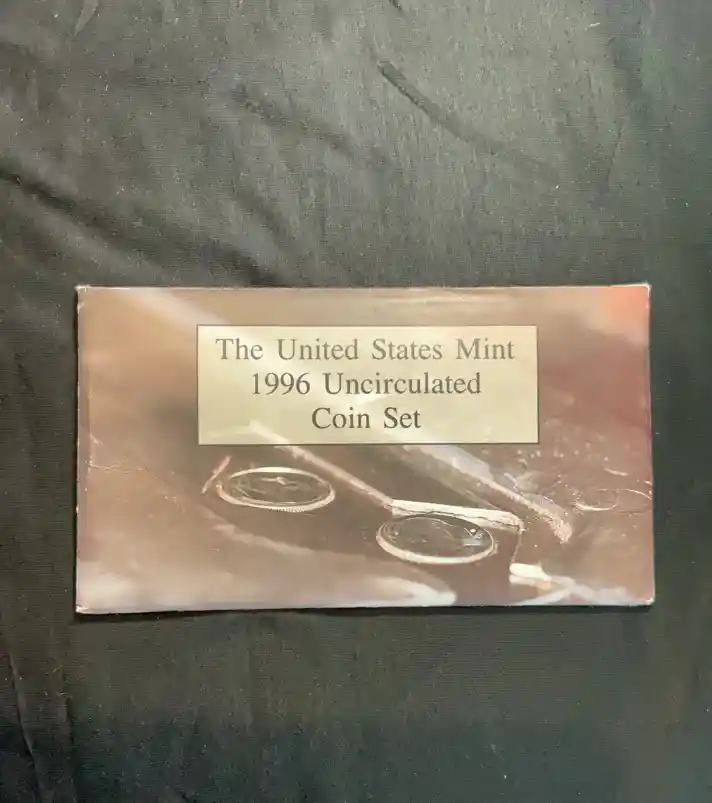 The United States Mint
1996 Uncirculated
Coin Set